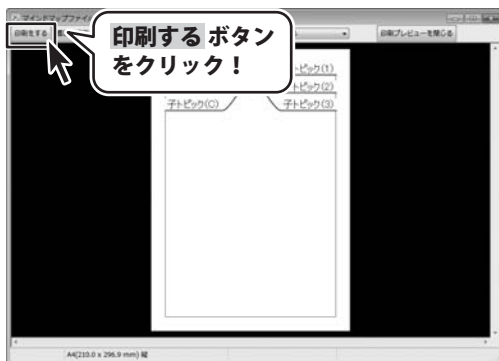 マインドマップファイル
印刷をする
印刷プレビューを閉じる
印刷する ボタン
をクリック！
トピック(1)
トピック(2)
子トピック(C)
子トピック(3)
A4(210.0 x 296.9 mm) 縦